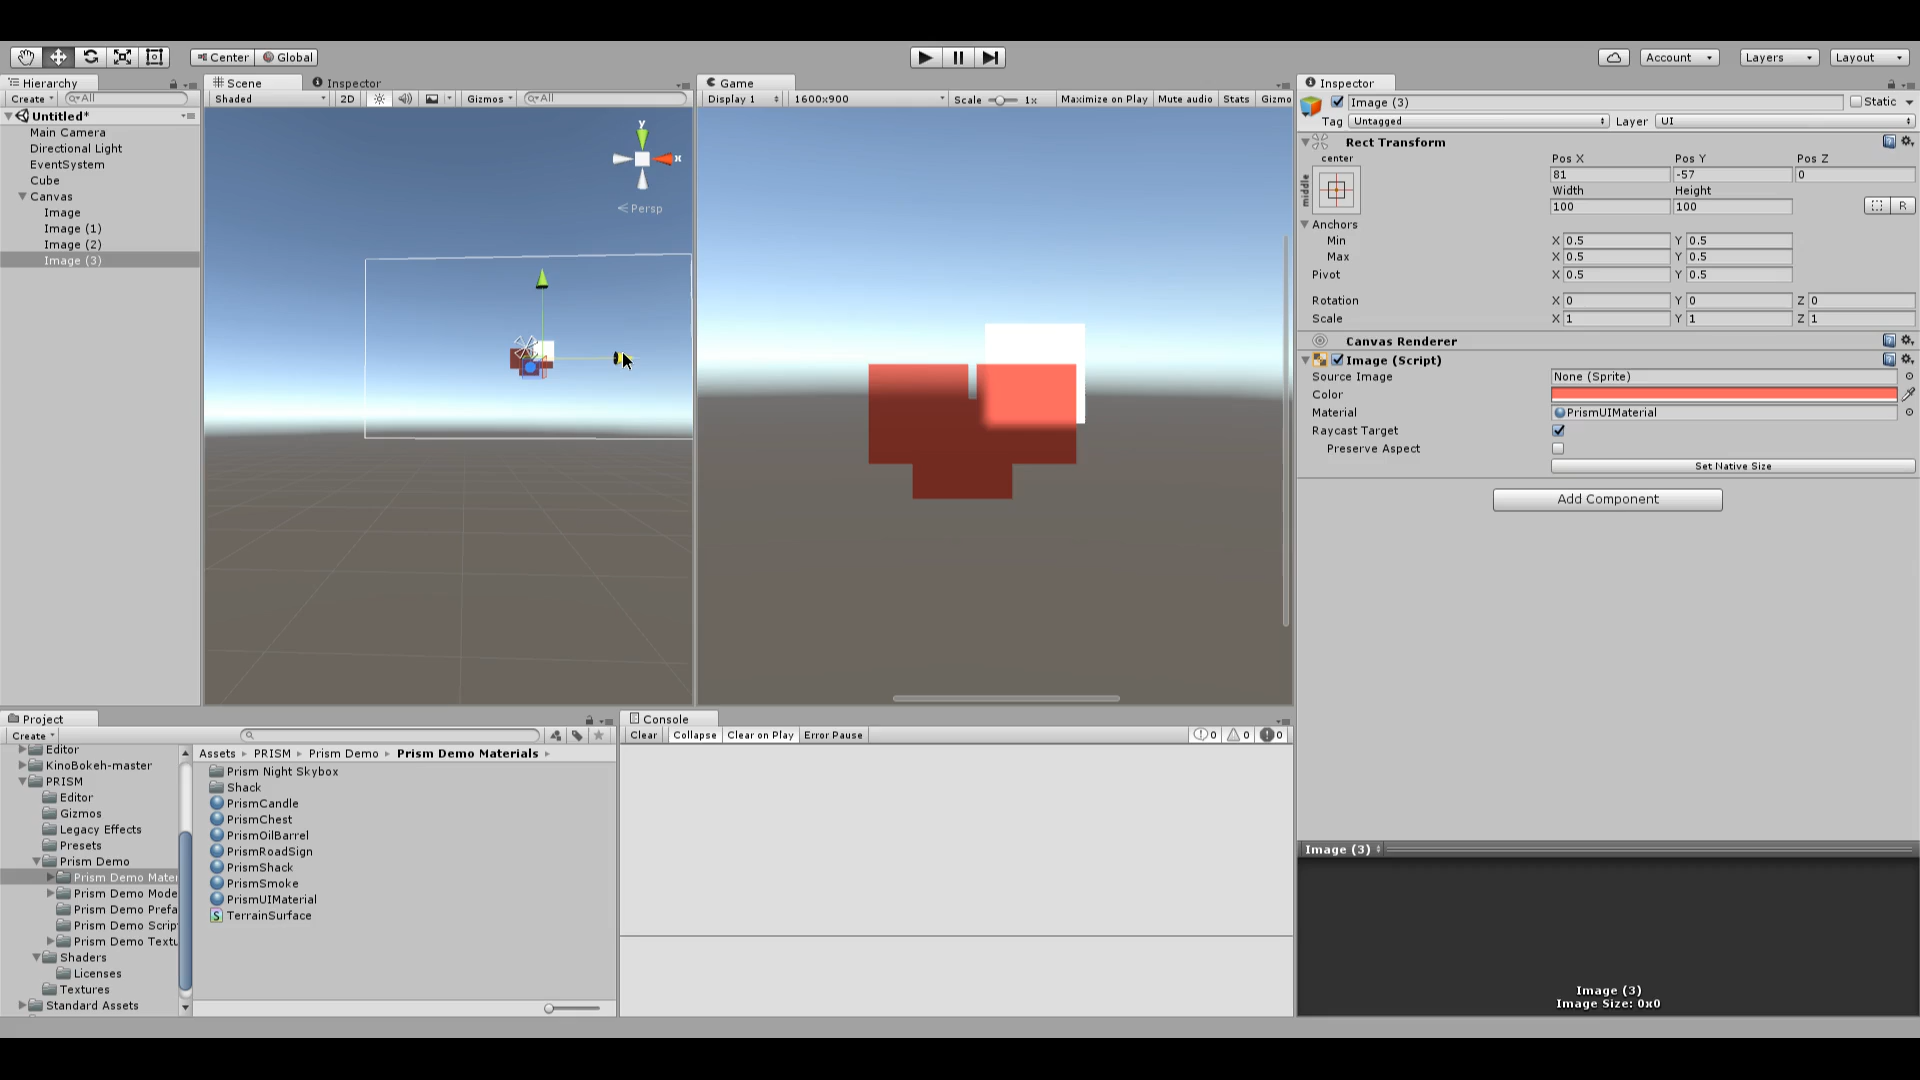 Center Global
Account Layers Layout
Hierarchy
Create All
Untitled*
Main Camera
Directional Light
EventSystem
Cube
Canvas
Image
Image (1)
Image (2)
Image (3)
Scene Inspector
Shaded 2D Gizmos All
y
x
Persp
Game
Display 1 1600x900 Scale 1x Maximize on Play Mute audio Stats Gizmo
Inspector
Image (3) Static
Tag Untagged Layer UI
Rect Transform
center
middle
Pos X Pos Y Pos Z
81 -57 0
Width Height
100 100 R
Anchors
Min X 0.5 Y 0.5
Max X 0.5 Y 0.5
Pivot X 0.5 Y 0.5
Rotation X 0 Y 0 Z 0
Scale X 1 Y 1 Z 1
Canvas Renderer
Image (Script)
Source Image None (Sprite)
Color
Material PrismUIMaterial
Raycast Target
Preserve Aspect
Set Native Size
Add Component
Image (3)
Image (3)
Image Size: 0x0
Project
Create
Editor
KinoBokeh-master
PRISM
Editor
Gizmos
Legacy Effects
Presets
Prism Demo
Prism Demo Mater
Prism Demo Mode
Prism Demo Prefa
Prism Demo Scrip
Prism Demo Textu
Shaders
Licenses
Textures
Standard Assets
Assets PRISM Prism Demo Prism Demo Materials
Prism Night Skybox
Shack
PrismCandle
PrismChest
PrismOilBarrel
PrismRoadSign
PrismShack
PrismSmoke
PrismUIMaterial
TerrainSurface
Console
Clear Collapse Clear on Play Error Pause 0 0 0